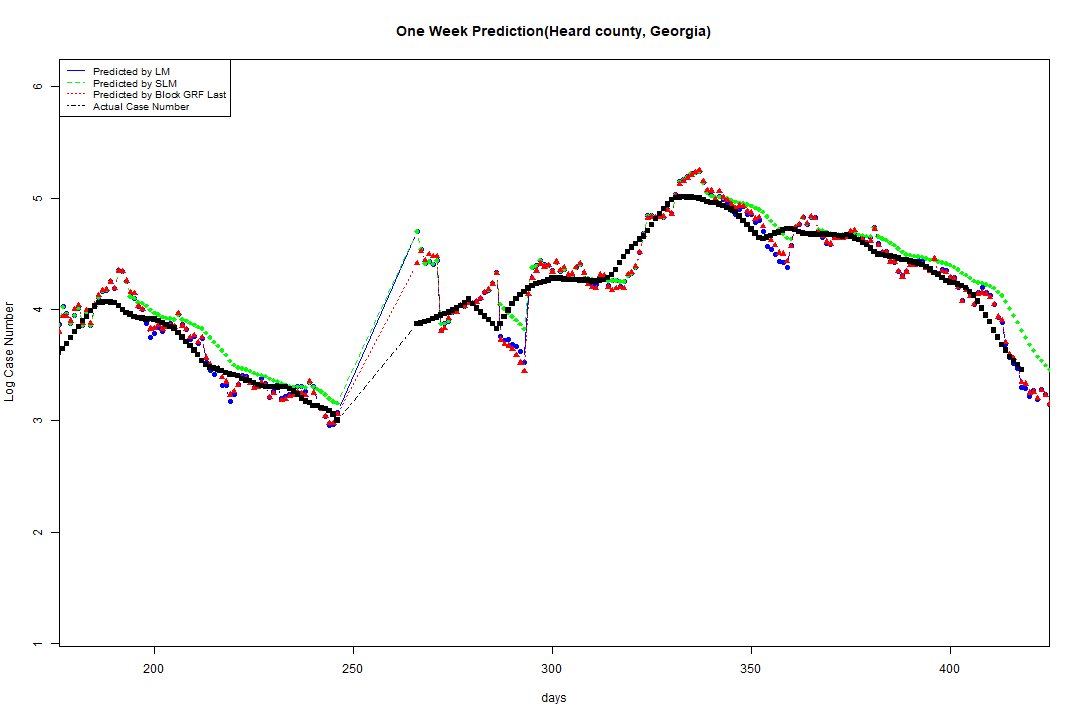 One Week Prediction(Heard county, Georgia)
Predicted by LM
Predicted by SLM
Predicted by Block GRF Last
Actual Case Number
6
5
4
3
2
1
Log Case Number
200 250 300 350 400
days